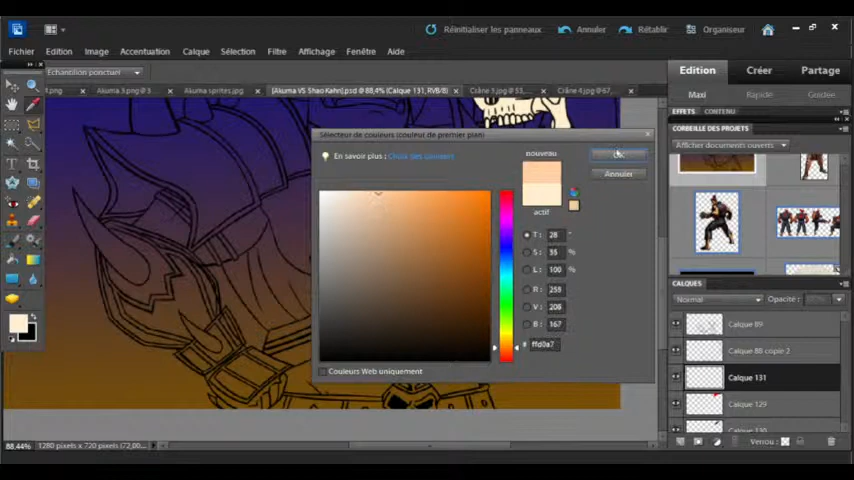 Réinitialiser les panneaux Annuler Rétablir Organiseur
Fichier Edition Image Accentuation Calque Sélection Filtre Affichage Fenêtre Aide
Edition Créer Partage
Echantillon ponctuel
Akuma 3.png @ 3 Akuma sprites.jpg [Akuma VS Shao Kahn].psd @ 88,4% (Calque 131, RVB/8) Crâne 3.jpg @ 53, Crâne 4.jpg @ 67,
Maxi Rapide Guidée
EFFETS CONTENU
CORBEILLE DES PROJETS
Afficher documents ouverts
Sélecteur de couleurs (couleur de premier plan)
En savoir plus :
nouveau
OK
Annuler
actif
T : 28 °
S : 35 %
L : 100 %
R : 255
V : 208
B : 167
# ffd0a7
Couleurs Web uniquement
CALQUES
Normal Opacité :
Calque 89
Calque 88 copie 2
Calque 131
Calque 129
Calque 130
Verrou :
88,44% 1280 pixels x 720 pixels (72,00